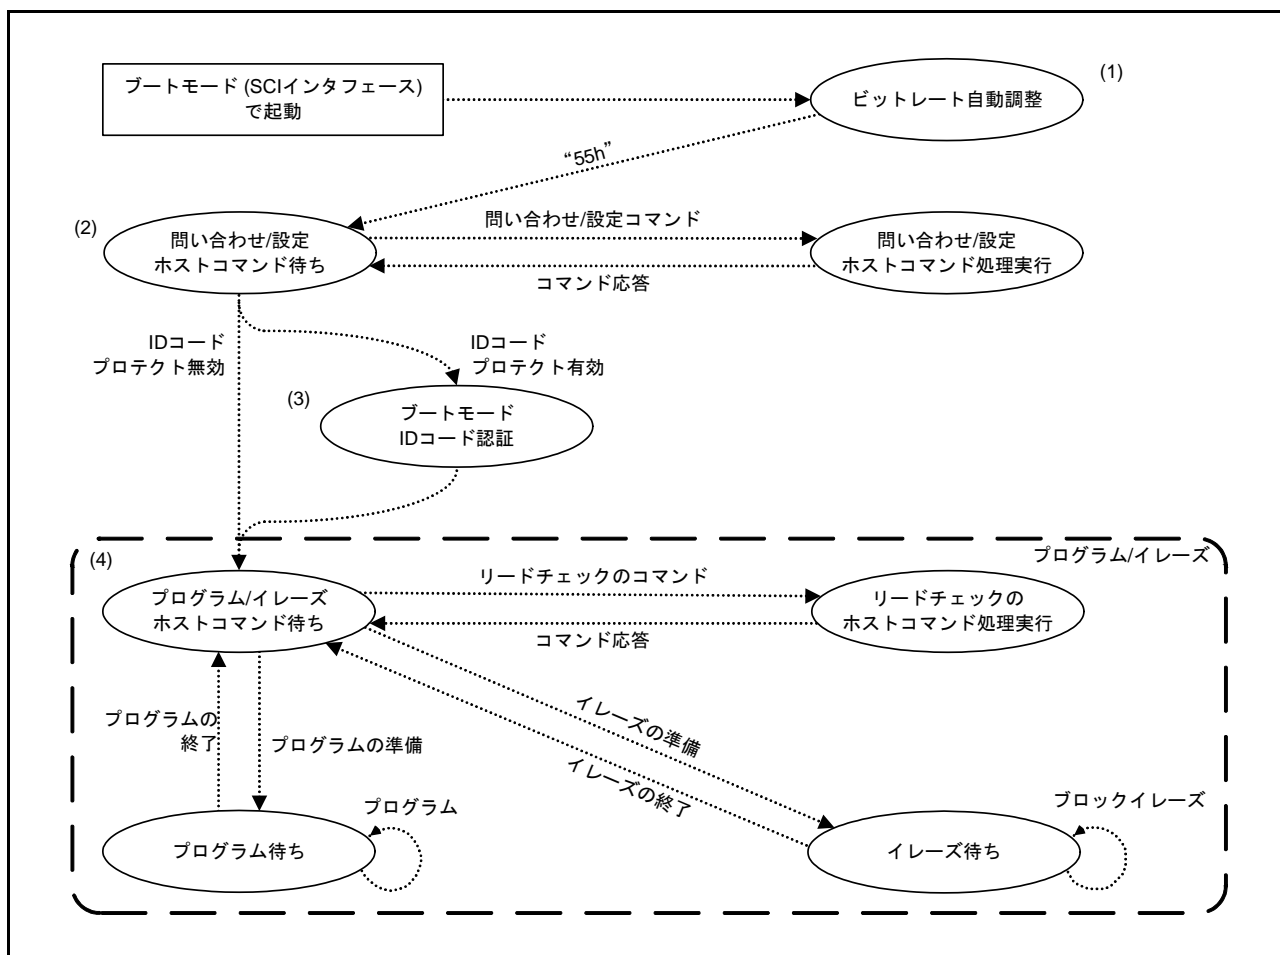 ブートモード (SCIインタフェース)
で起動
(1)
ビットレート自動調整
“55h”
(2)
問い合わせ/設定
ホストコマンド待ち
問い合わせ/設定コマンド
コマンド応答
問い合わせ/設定
ホストコマンド処理実行
IDコード
プロテクト無効
IDコード
プロテクト有効
(3)
ブートモード
IDコード認証
(4)
プログラム/イレーズ
プログラム/イレーズ
ホストコマンド待ち
リードチェックのコマンド
コマンド応答
リードチェックの
ホストコマンド処理実行
プログラムの
終了
プログラムの準備
イレーズの準備
イレーズの終了
プログラム
プログラム待ち
ブロックイレーズ
イレーズ待ち